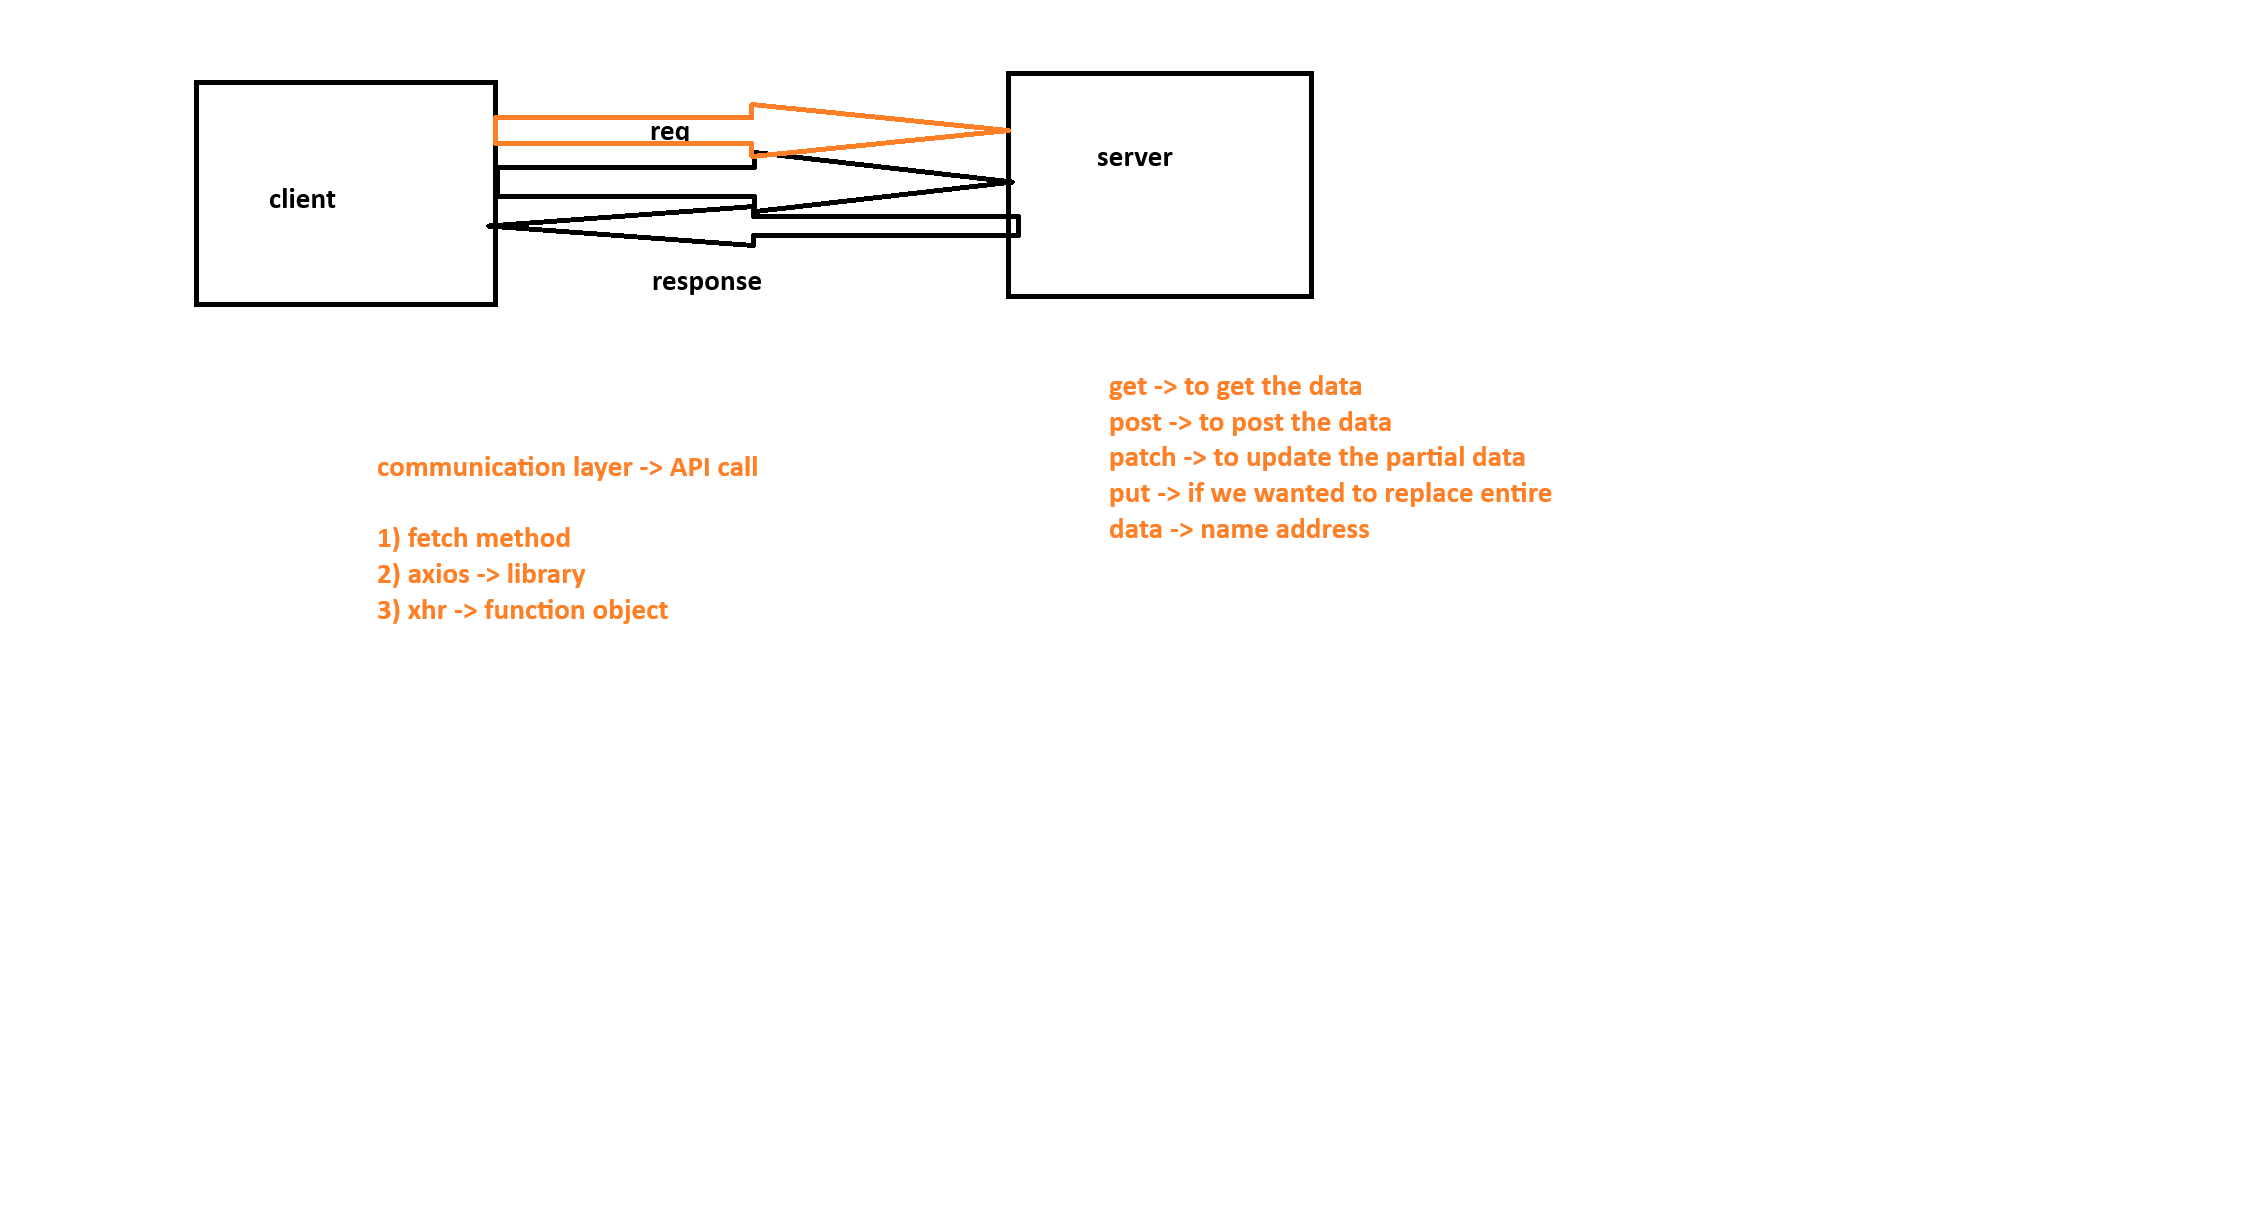 req
server
client
response
get -> to get the data
post -> to post the data
patch -> to update the partial data
put -> if we wanted to replace entire
data -> name address
communication layer -> API call
1) fetch method
2) axios -> library
3) xhr -> function object